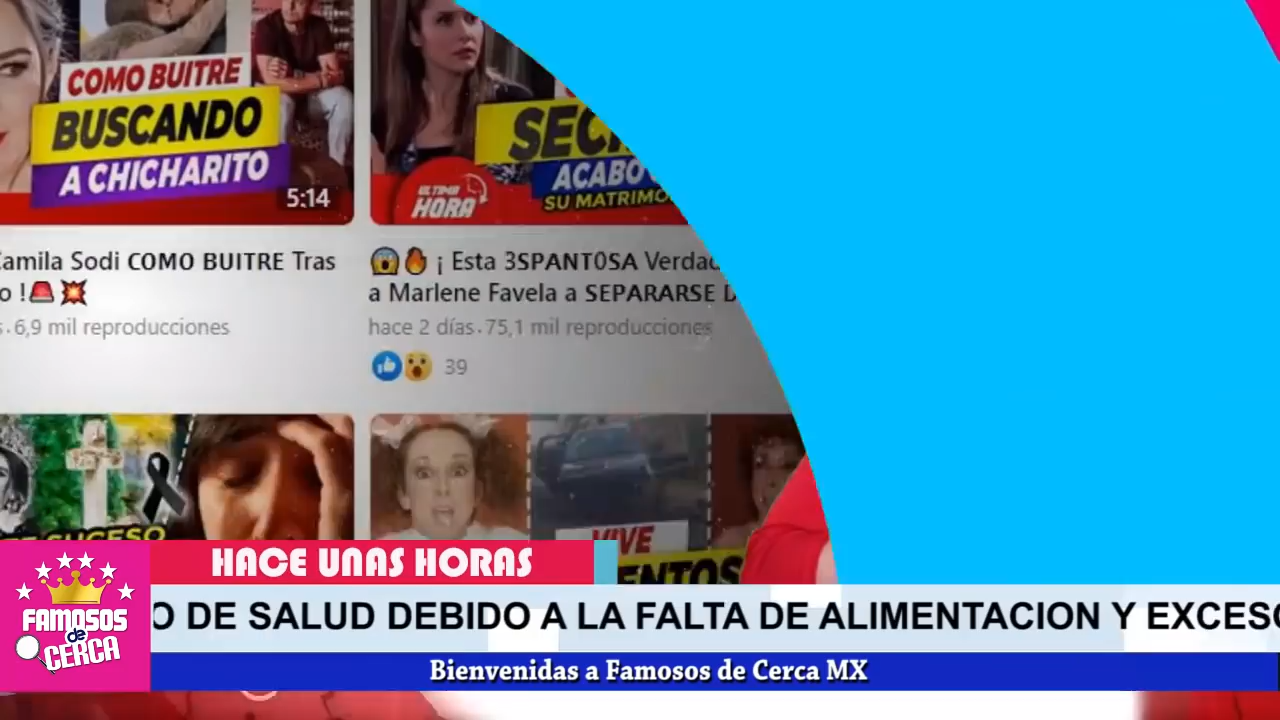 COMO BUITRE
BUSCANDO
A CHICHARITO
5:14
ÚLTIMA
HORA
ACABO
SU MATRIMO
Camila Sodi COMO BUITRE Tras
o !🚨💥
6,9 mil reproducciones
😱🔥 ¡ Esta 3SPANT0SA Verdad
a Marlene Favela a SEPARARSE D
hace 2 días · 75,1 mil reproducciones
39
SUCESO
VIVE
ENTOS
HACE UNAS HORAS
FAMOSOS
de
CERCA
O DE SALUD DEBIDO A LA FALTA DE ALIMENTACION Y EXCESO
Bienvenidas a Famosos de Cerca MX